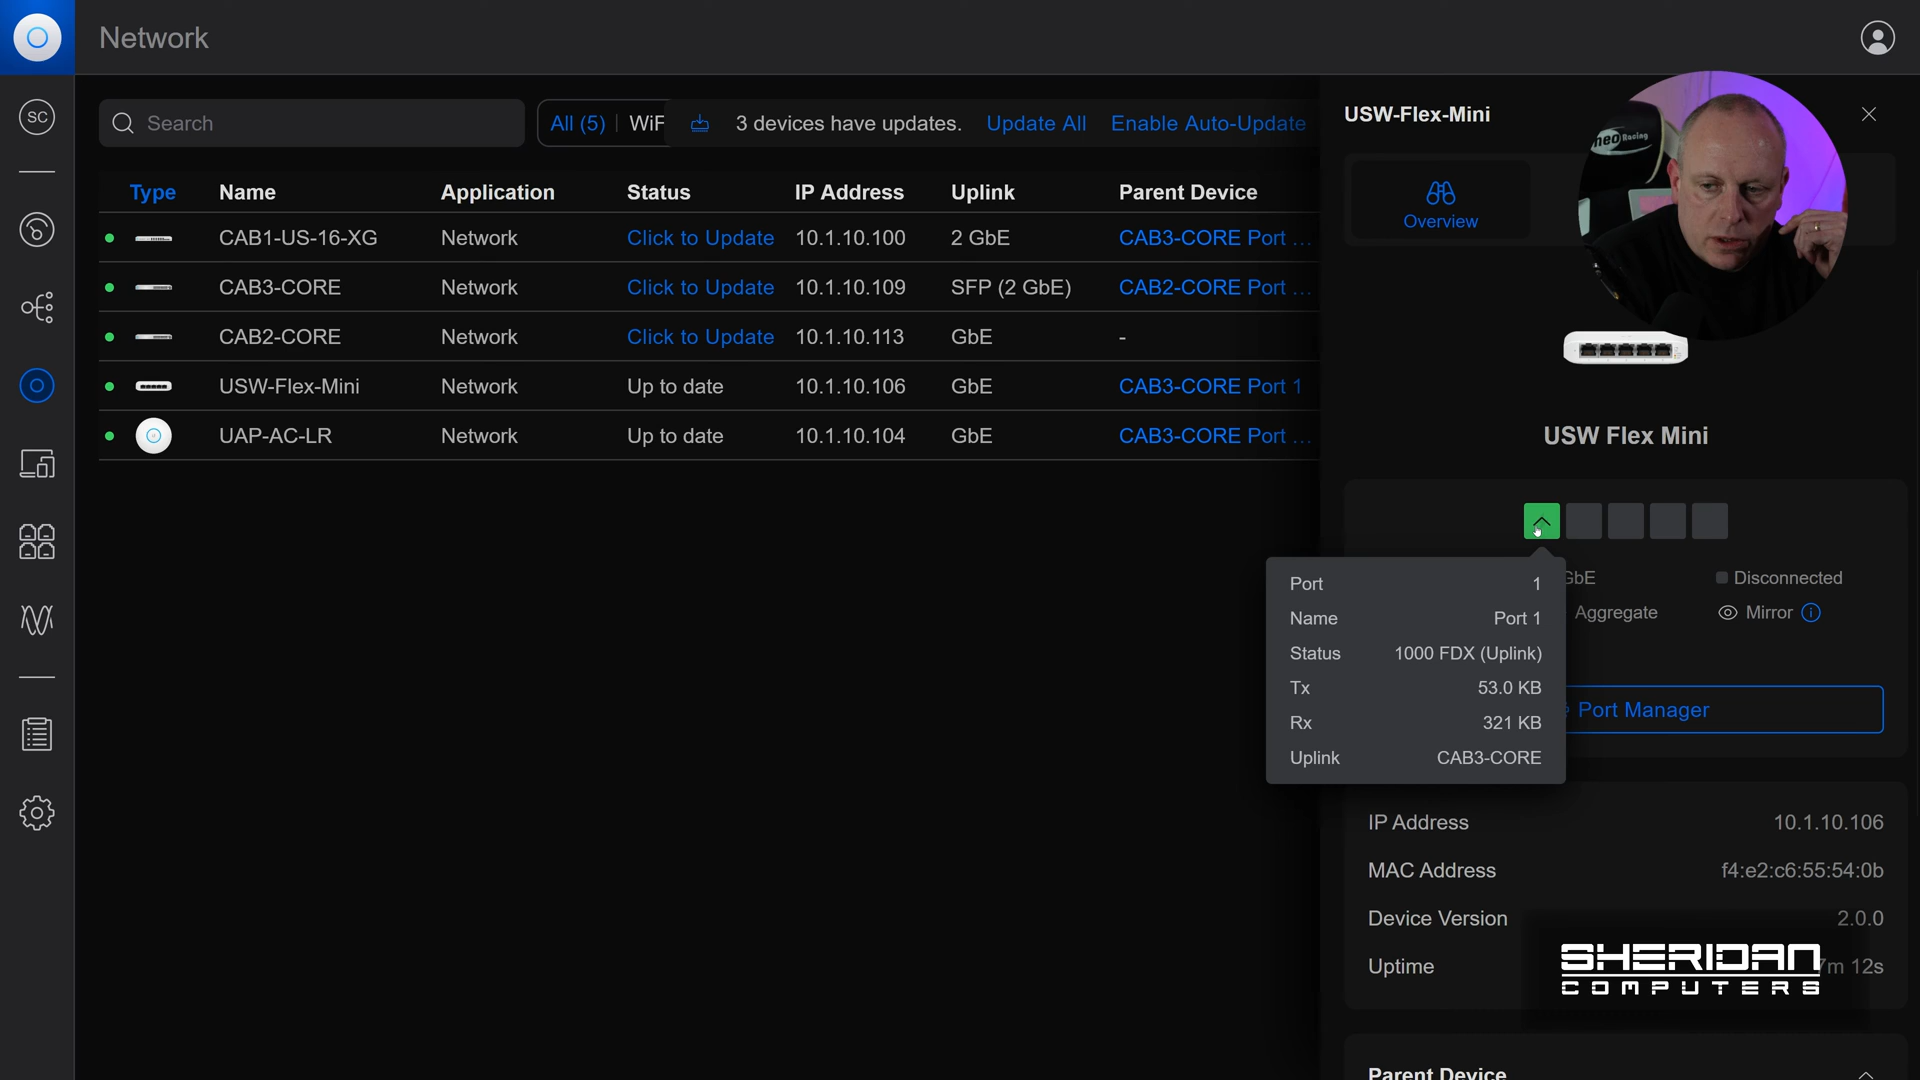 Network
SC
Search
All (5) WiF
3 devices have updates. Update All Enable Auto-Update
Type Name Application Status IP Address Uplink Parent Device
CAB1-US-16-XG Network Click to Update 10.1.10.100 2 GbE CAB3-CORE Port ...
CAB3-CORE Network Click to Update 10.1.10.109 SFP (2 GbE) CAB2-CORE Port ...
CAB2-CORE Network Click to Update 10.1.10.113 GbE -
USW-Flex-Mini Network Up to date 10.1.10.106 GbE CAB3-CORE Port 1
UAP-AC-LR Network Up to date 10.1.10.104 GbE CAB3-CORE Port ...
USW-Flex-Mini
neo Racing
Overview
USW Flex Mini
Port 1
Name Port 1
Status 1000 FDX (Uplink)
Tx 53.0 KB
Rx 321 KB
Uplink CAB3-CORE
GbE Disconnected
Aggregate Mirror
Port Manager
IP Address 10.1.10.106
MAC Address f4:e2:c6:55:54:0b
Device Version 2.0.0
Uptime 7m 12s
SHERIDAN
COMPUTERS
Parent Device